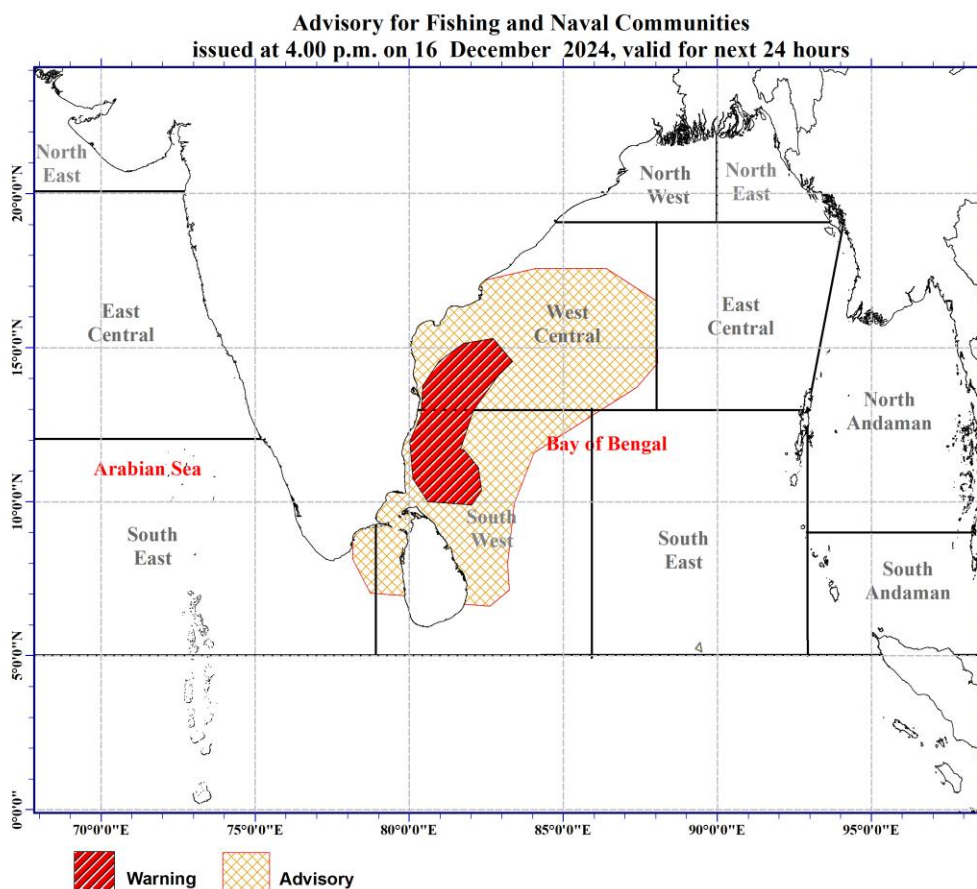 Advisory for Fishing and Naval Communities
issued at 4.00 p.m. on 16 December 2024, valid for next 24 hours
North
East
North
West
North
East
20°0'0"N
East
Central
West
Central
East
Central
15°0'0"N
North
Andaman
Arabian Sea
Bay of Bengal
10°0'0"N
South
East
South
West
South
East
South
Andaman
5°0'0"N
0°0'0"
70°0'0"E
75°0'0"E
80°0'0"E
85°0'0"E
90°0'0"E
95°0'0"E
Warning
Advisory